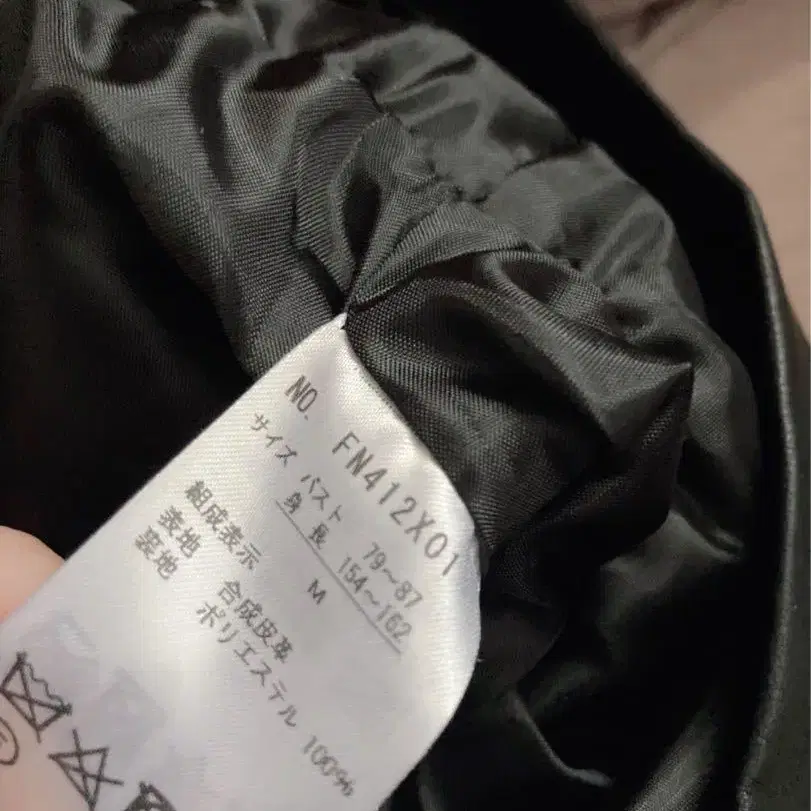 NO. FN412X01
サイズ バスト 79~87
身長 154~162
M
組成表示
表地 合成皮革
裏地 ポリエステル 100%